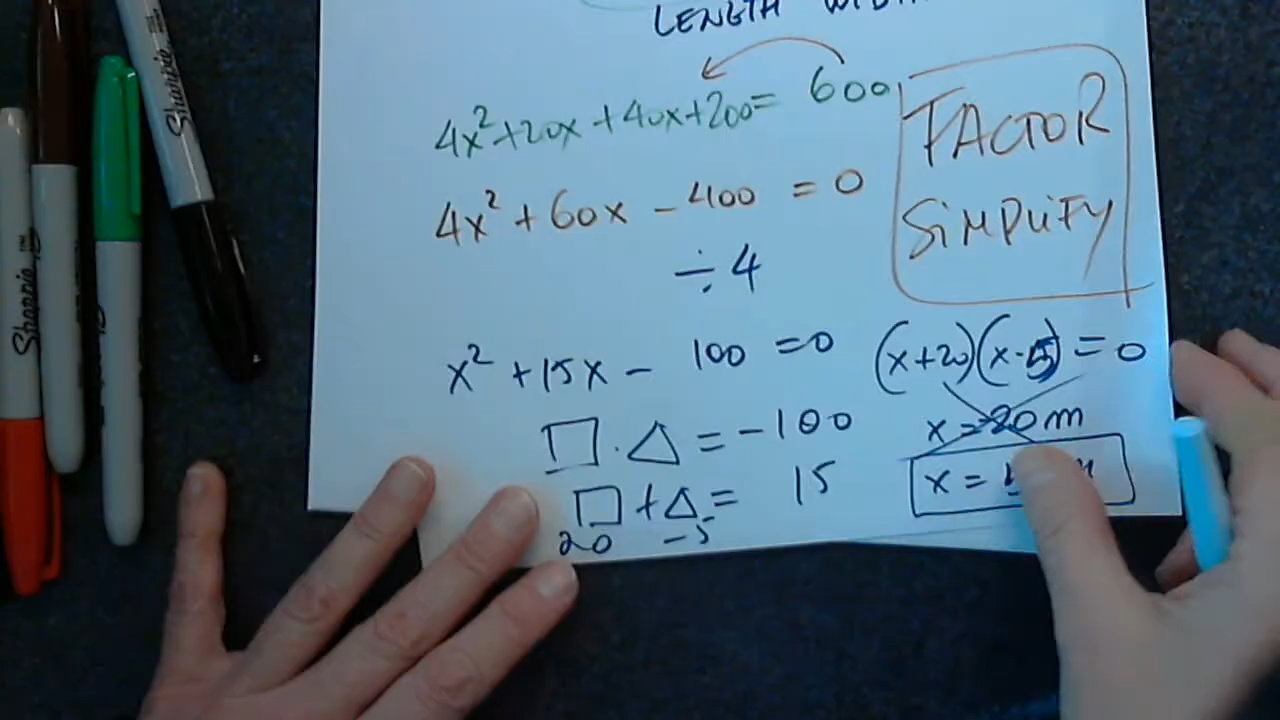 LENGTH WIDTH
4x²+20x+40x+200= 600
FACTOR
SIMPLIFY
4x²+60x -400 = 0
÷4
x²+15x- 100 =0
□·△=-100
□+△= 15
20 -5
(x+20)(x-5)=0
x=-20m
x =
Sharpie
Sharpie